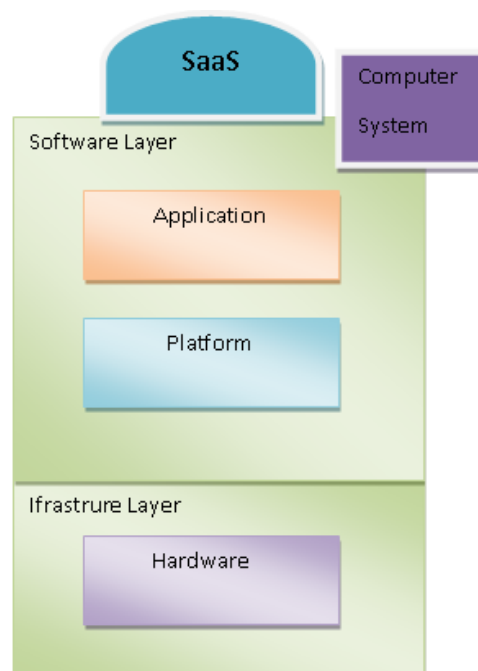 SaaS
Computer
System
Software Layer
Application
Platform
Ifrastrure Layer
Hardware